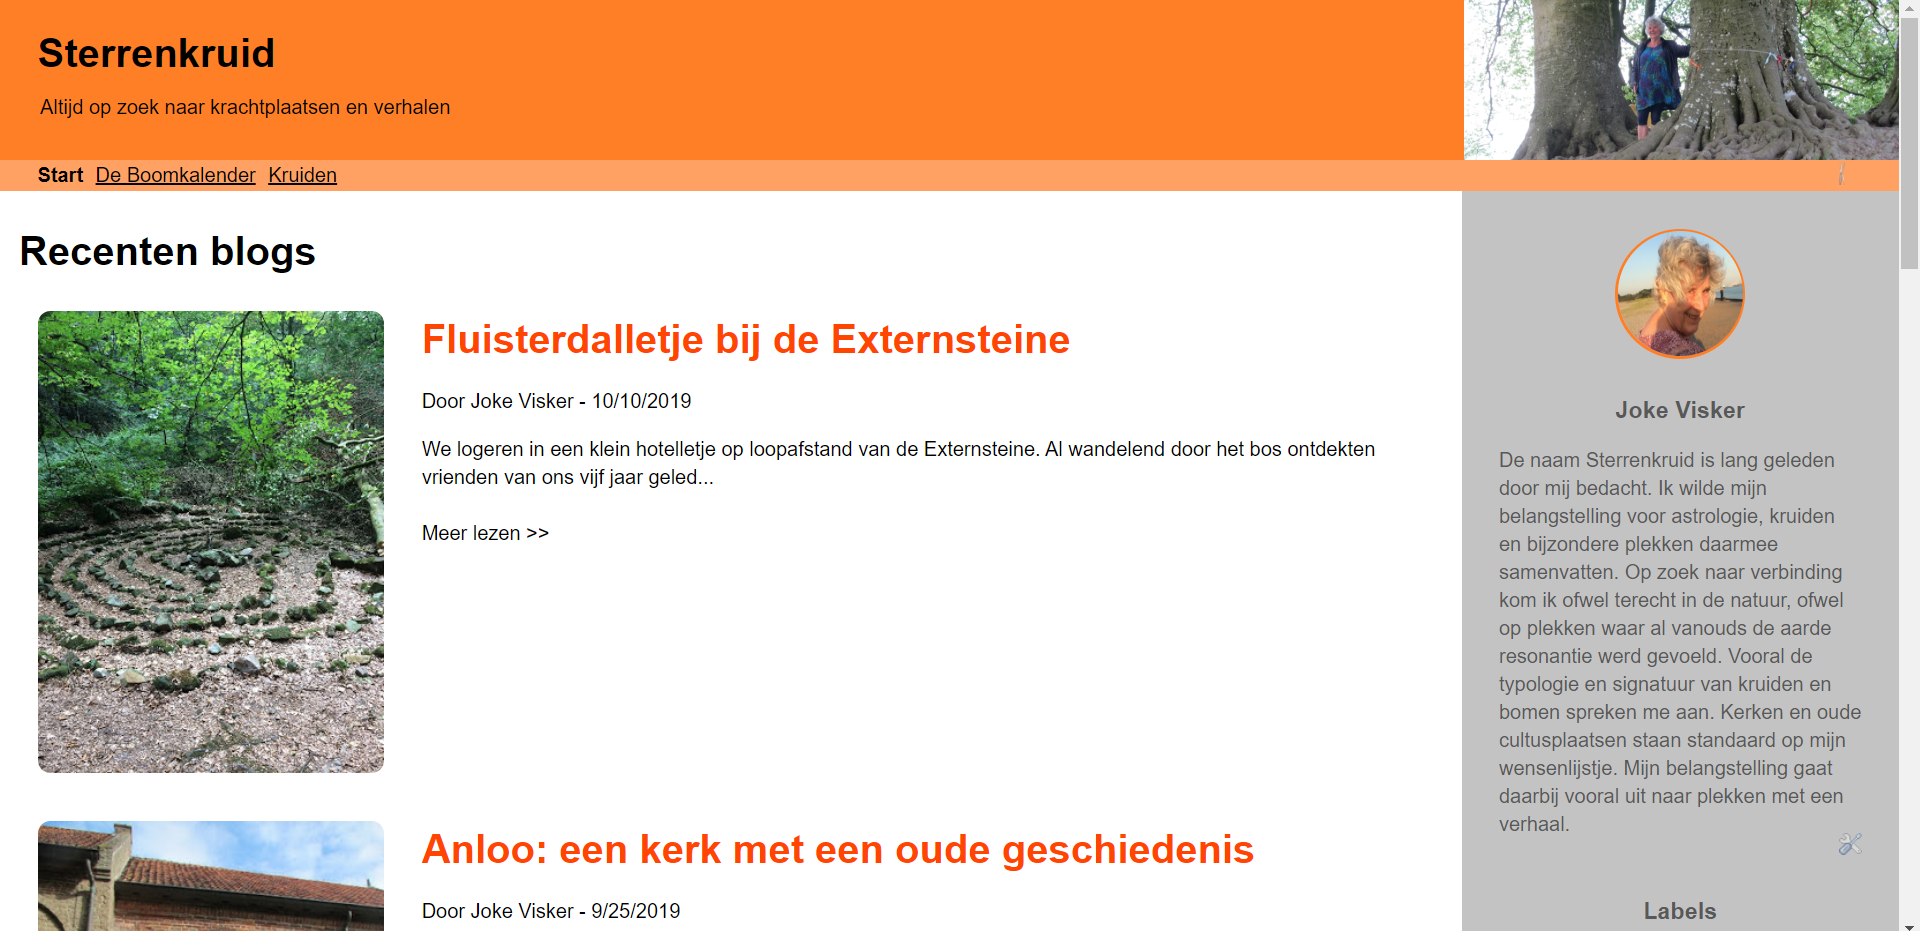 Sterrenkruid
Altijd op zoek naar krachtplaatsen en verhalen
Start De Boomkalender Kruiden
Recenten blogs
Fluisterdalletje bij de Externsteine
Door Joke Visker - 10/10/2019
We logeren in een klein hotelletje op loopafstand van de Externsteine. Al wandelend door het bos ontdekten
vrienden van ons vijf jaar geled...
Meer lezen >>
Anloo: een kerk met een oude geschiedenis
Door Joke Visker - 9/25/2019
Joke Visker
De naam Sterrenkruid is lang geleden
door mij bedacht. Ik wilde mijn
belangstelling voor astrologie, kruiden
en bijzondere plekken daarmee
samenvatten. Op zoek naar verbinding
kom ik ofwel terecht in de natuur, ofwel
op plekken waar al vanouds de aarde
resonantie werd gevoeld. Vooral de
typologie en signatuur van kruiden en
bomen spreken me aan. Kerken en oude
cultusplaatsen staan standaard op mijn
wensenlijstje. Mijn belangstelling gaat
daarbij vooral uit naar plekken met een
verhaal.
Labels